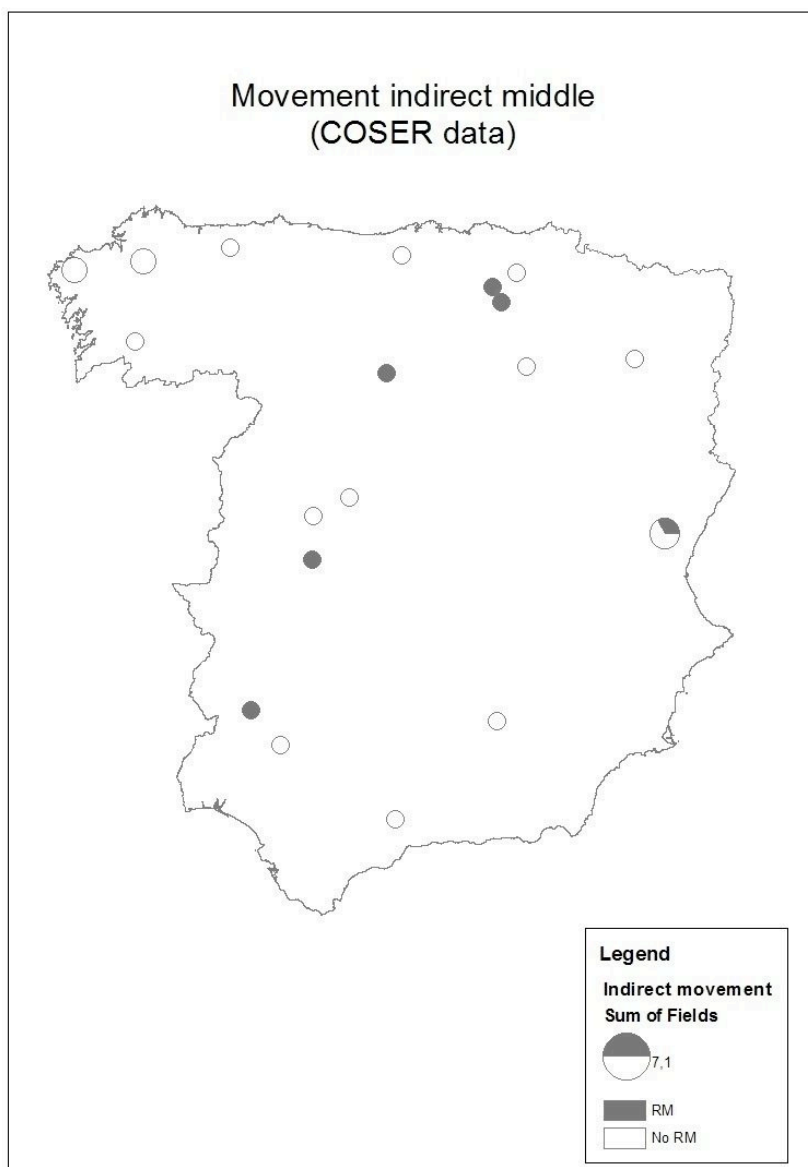 Movement indirect middle
(COSER data)
Legend
Indirect movement
Sum of Fields
7,1
RM
No RM